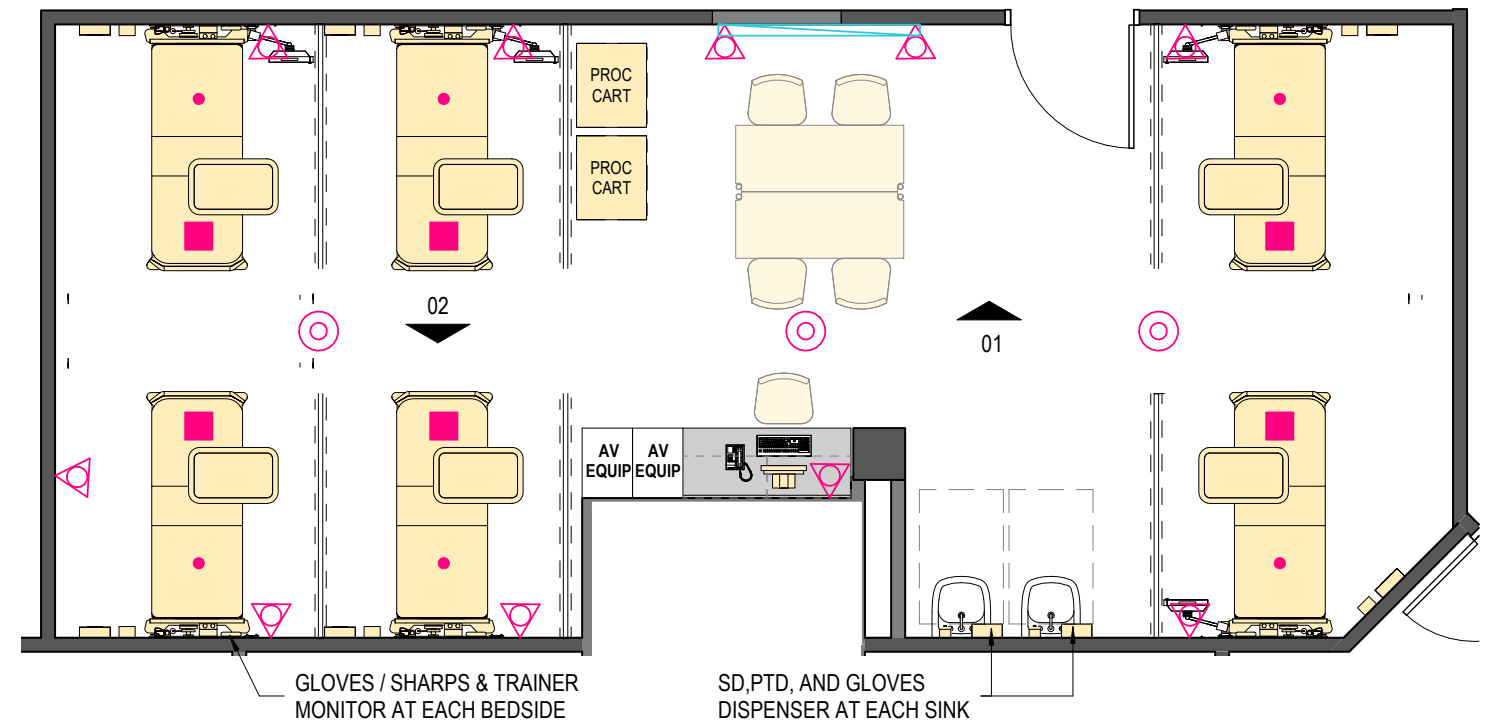 PROC
CART
PROC
CART
02
01
AV
EQUIP
AV
EQUIP
GLOVES / SHARPS & TRAINER
MONITOR AT EACH BEDSIDE
SD,PTD, AND GLOVES
DISPENSER AT EACH SINK